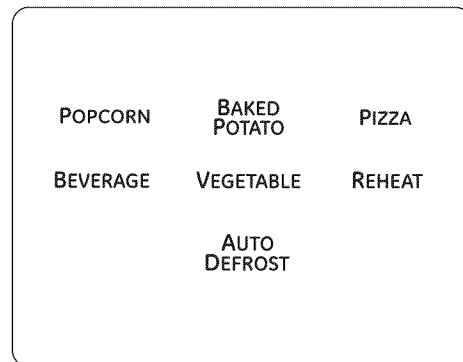 POPCORN
BAKED
POTATO
PIZZA
BEVERAGE
VEGETABLE
REHEAT
AUTO
DEFROST